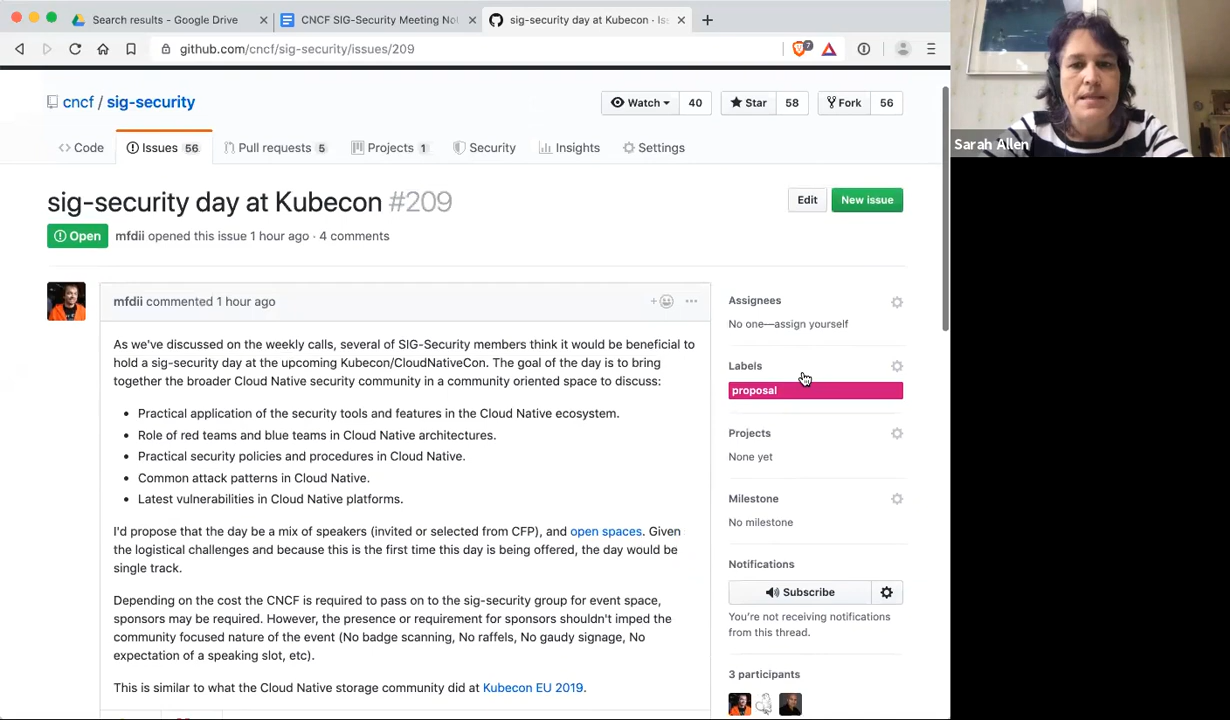 Search results - Google Drive
CNCF SIG-Security Meeting No
sig-security day at Kubecon · Iss
github.com/cncf/sig-security/issues/209
7
cncf / sig-security
Watch 40
Star 58
Fork 56
Code
Issues 56
Pull requests 5
Projects 1
Security
Insights
Settings
sig-security day at Kubecon #209
Edit
New issue
Open
mfdii opened this issue 1 hour ago · 4 comments
mfdii commented 1 hour ago
As we've discussed on the weekly calls, several of SIG-Security members think it would be beneficial to
hold a sig-security day at the upcoming Kubecon/CloudNativeCon. The goal of the day is to bring
together the broader Cloud Native security community in a community oriented space to discuss:
• Practical application of the security tools and features in the Cloud Native ecosystem.
• Role of red teams and blue teams in Cloud Native architectures.
• Practical security policies and procedures in Cloud Native.
• Common attack patterns in Cloud Native.
• Latest vulnerabilities in Cloud Native platforms.
I'd propose that the day be a mix of speakers (invited or selected from CFP), and open spaces. Given
the logistical challenges and because this is the first time this day is being offered, the day would be
single track.
Depending on the cost the CNCF is required to pass on to the sig-security group for event space,
sponsors may be required. However, the presence or requirement for sponsors shouldn't imped the
community focused nature of the event (No badge scanning, No raffels, No gaudy signage, No
expectation of a speaking slot, etc).
This is similar to what the Cloud Native storage community did at Kubecon EU 2019.
Assignees
No one—assign yourself
Labels
proposal
Projects
None yet
Milestone
No milestone
Notifications
Subscribe
You're not receiving notifications
from this thread.
3 participants
Sarah Allen